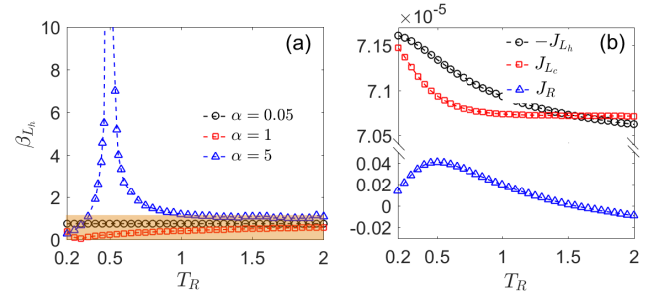 (a)
β_{L_h}
10
8
6
4
2
0
α = 0.05
α = 1
α = 5
0.2 0.5 1 1.5 2
T_R
×10^{-5}
(b)
7.15
7.1
7.05
0.04
0.02
0
-0.02
−J_{L_h}
J_{L_c}
J_R
0.2 0.5 1 1.5 2
T_R